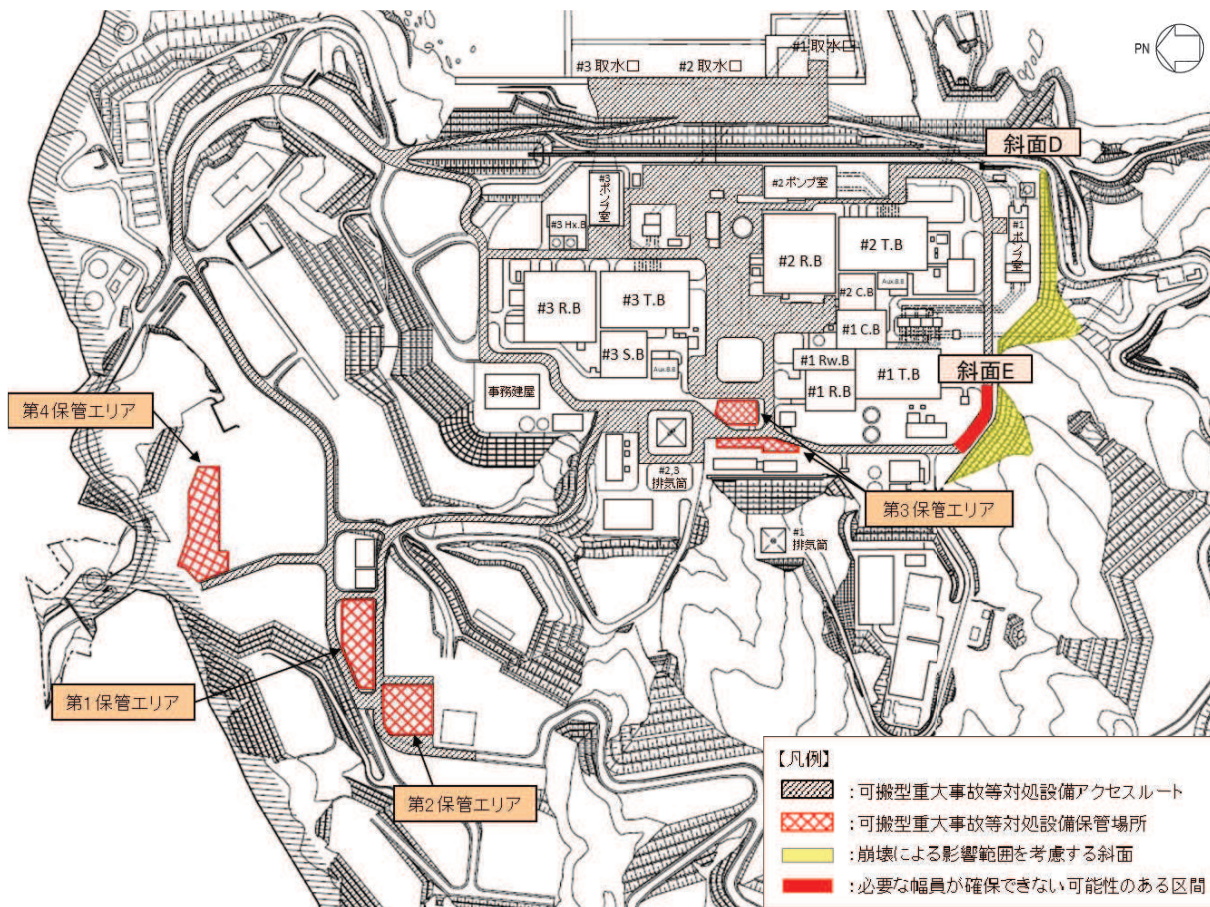 #1取水口
PN
#3 取水口
#2 取水口
斜面D
#3
ポンプ室
#2 ポンプ室
#1
ポンプ室
#3 Hx.B
#2 R.B
#2 T.B
#3 R.B
#3 T.B
#2 C.B
Aux.B.B
#1 C.B
#3 S.B
Aux.B.B
#1 Rw.B
#1 T.B
斜面E
#1 R.B
事務建屋
第4保管エリア
#2,3
排気筒
第3保管エリア
#1
排気筒
第1保管エリア
第2保管エリア
【凡例】
：可搬型重大事故等対処設備アクセスルート
：可搬型重大事故等対処設備保管場所
：崩壊による影響範囲を考慮する斜面
：必要な幅員が確保できない可能性のある区間